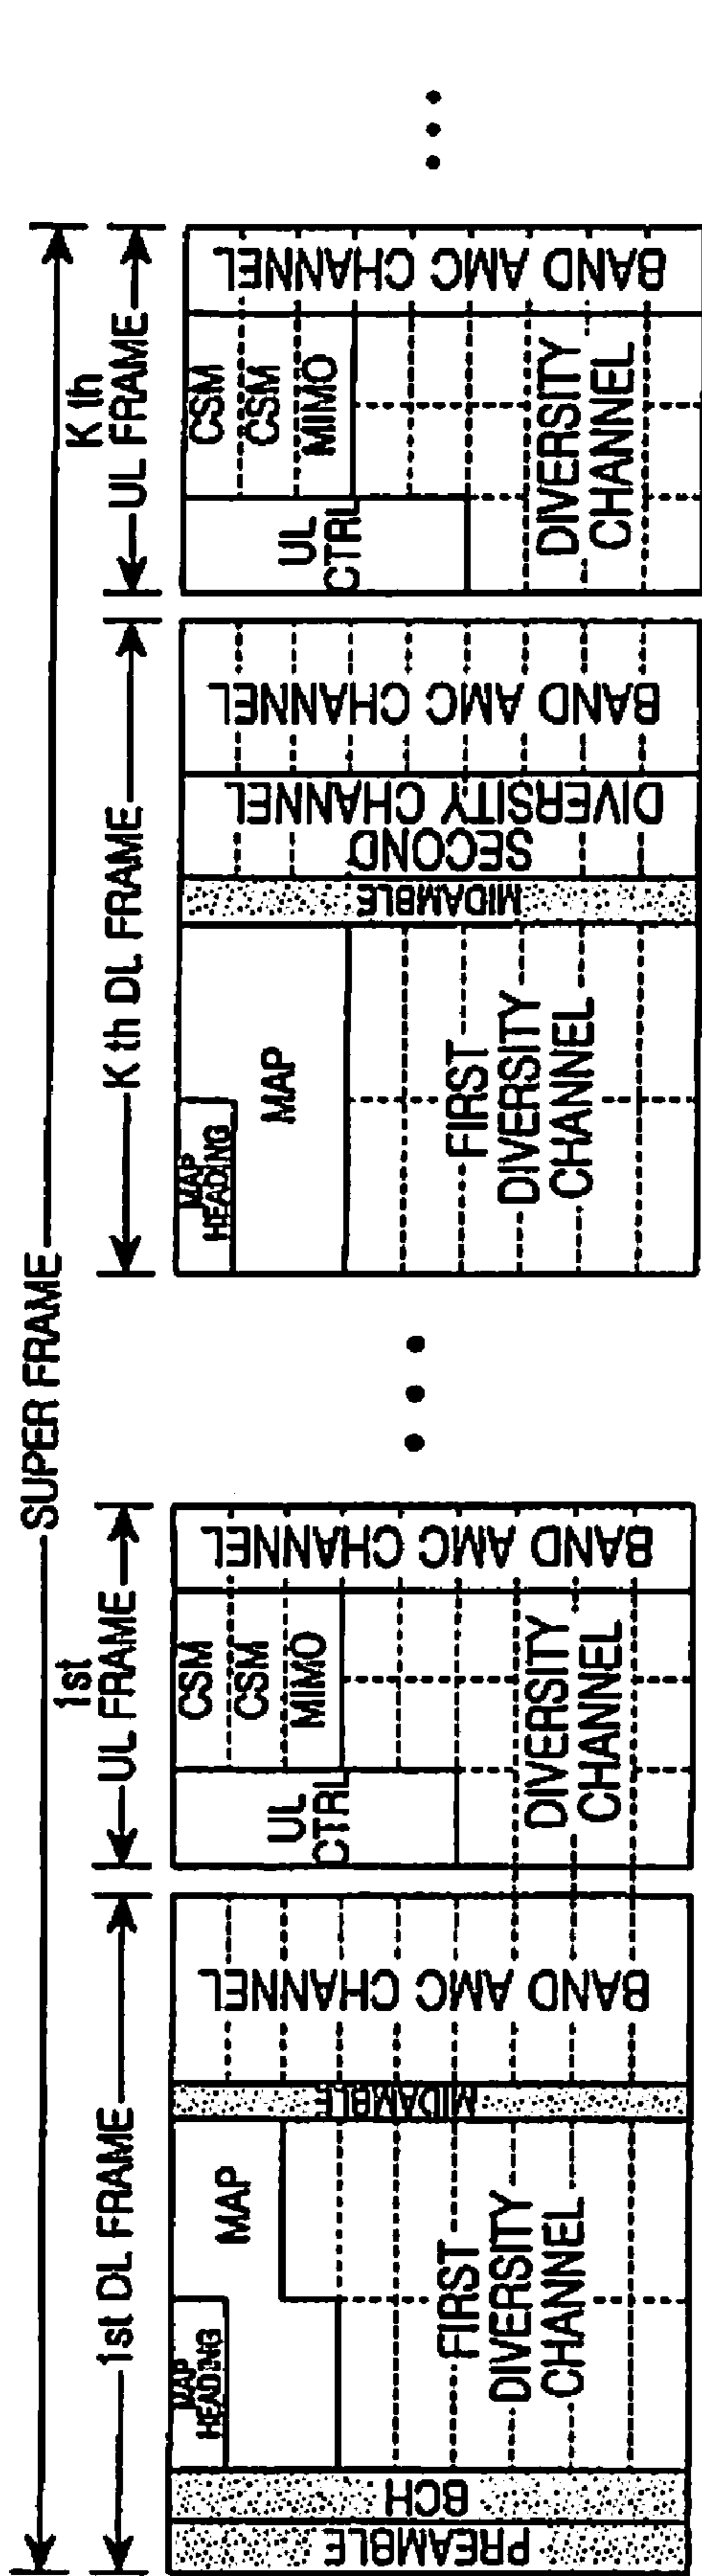 SUPER FRAME
1st DL FRAME
1st
UL FRAME
K th DL FRAME
K th
UL FRAME
PREAMBLE
BCH
MAP
HEADING
MAP
FIRST
DIVERSITY
CHANNEL
MIDAMBLE
BAND AMC CHANNEL
UL
CTRL
CSM
CSM
MIMO
DIVERSITY
CHANNEL
BAND AMC CHANNEL
MAP
HEADING
MAP
FIRST
DIVERSITY
CHANNEL
MIDAMBLE
SECOND
DIVERSITY CHANNEL
BAND AMC CHANNEL
UL
CTRL
CSM
CSM
MIMO
DIVERSITY
CHANNEL
BAND AMC CHANNEL